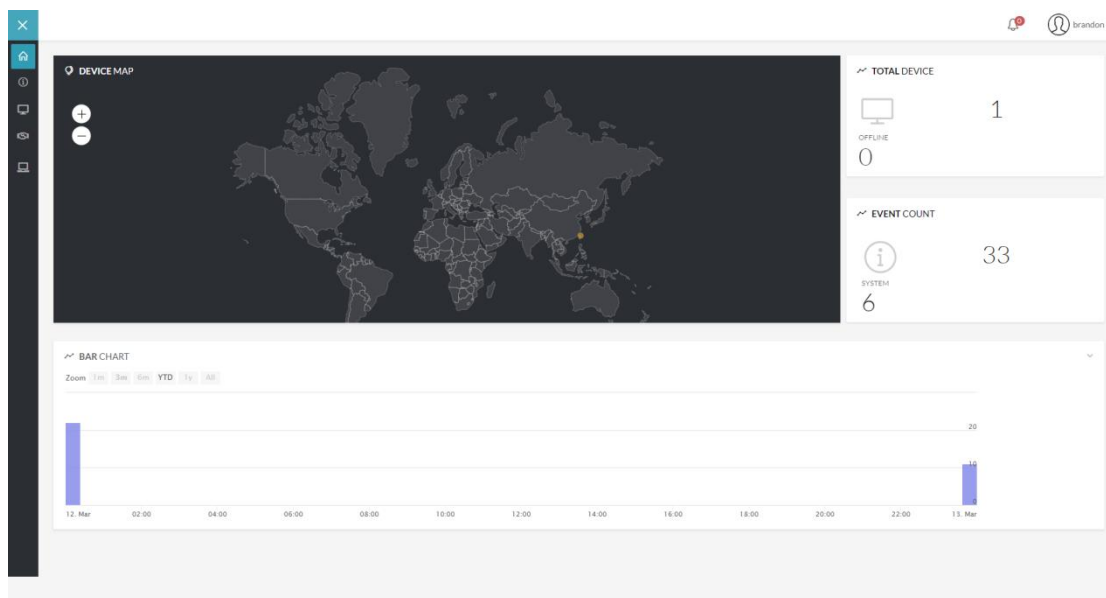 0
brandon
DEVICE MAP
+
−
TOTAL DEVICE
1
OFFLINE
0
EVENT COUNT
33
SYSTEM
6
BAR CHART
Zoom 1m 3m 6m YTD 1y All
20
10
0
12. Mar 02:00 04:00 06:00 08:00 10:00 12:00 14:00 16:00 18:00 20:00 22:00 13. Mar